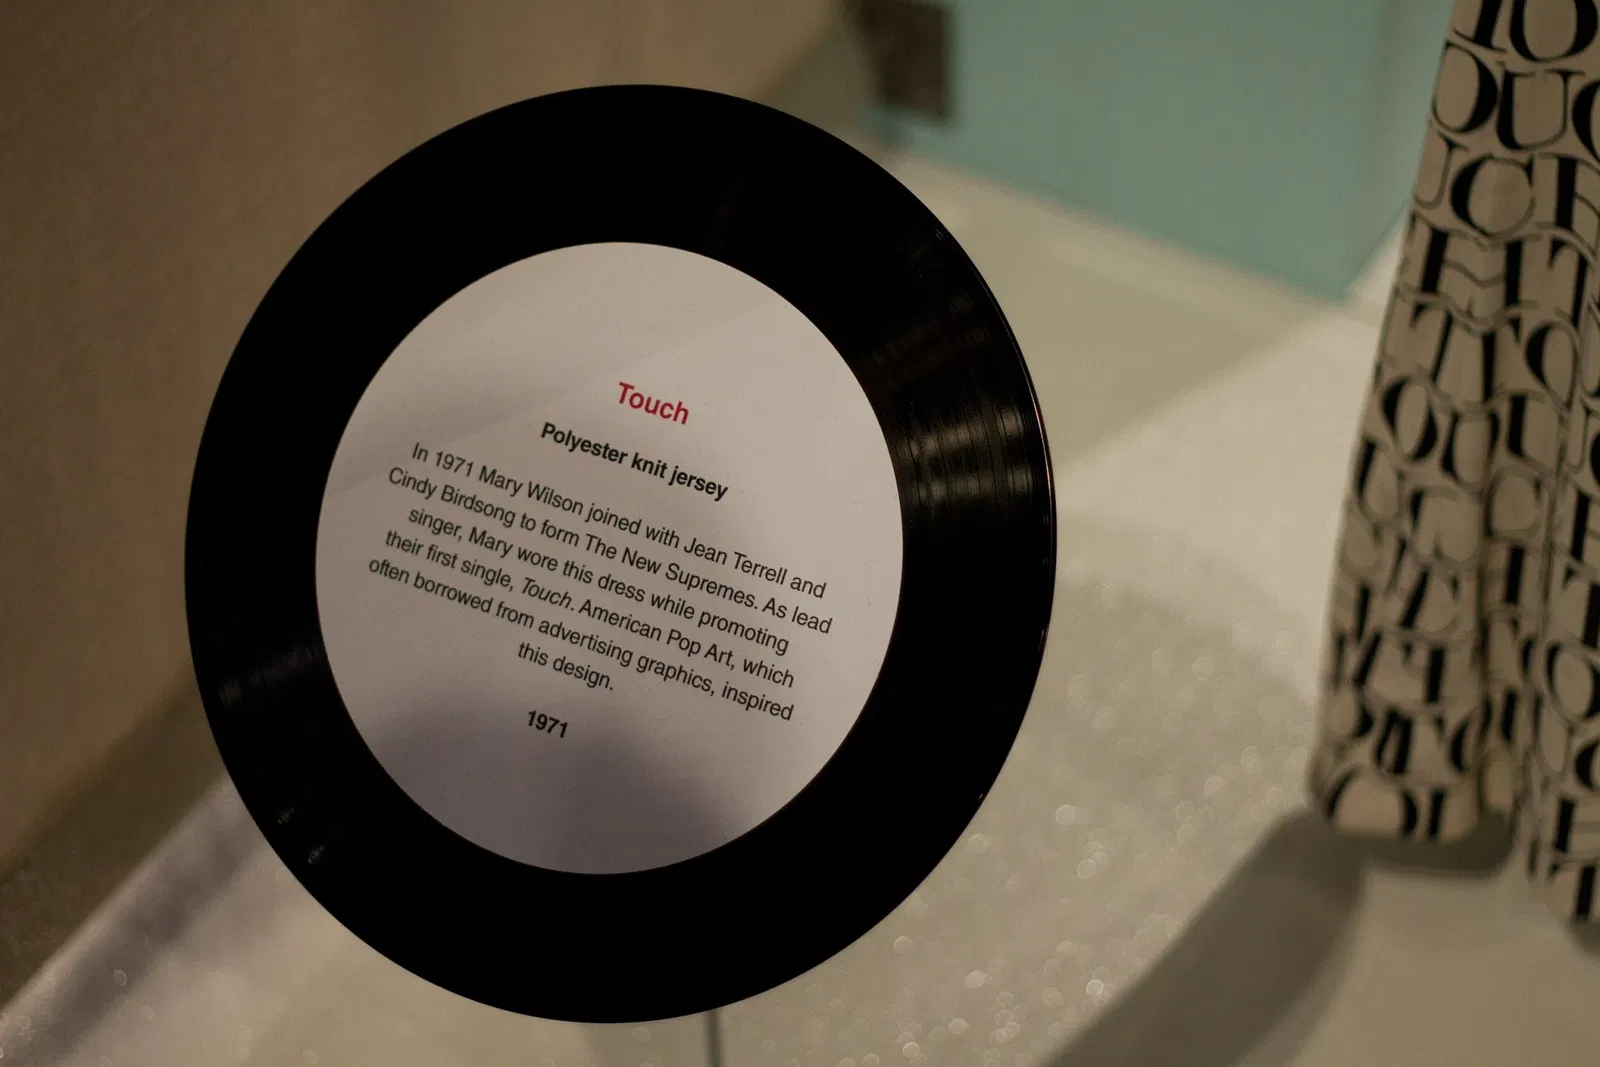 Touch
Polyester knit jersey
In 1971 Mary Wilson joined with Jean Terrell and
Cindy Birdsong to form The New Supremes. As lead
singer, Mary wore this dress while promoting
their first single, Touch. American Pop Art, which
often borrowed from advertising graphics, inspired
this design.
1971